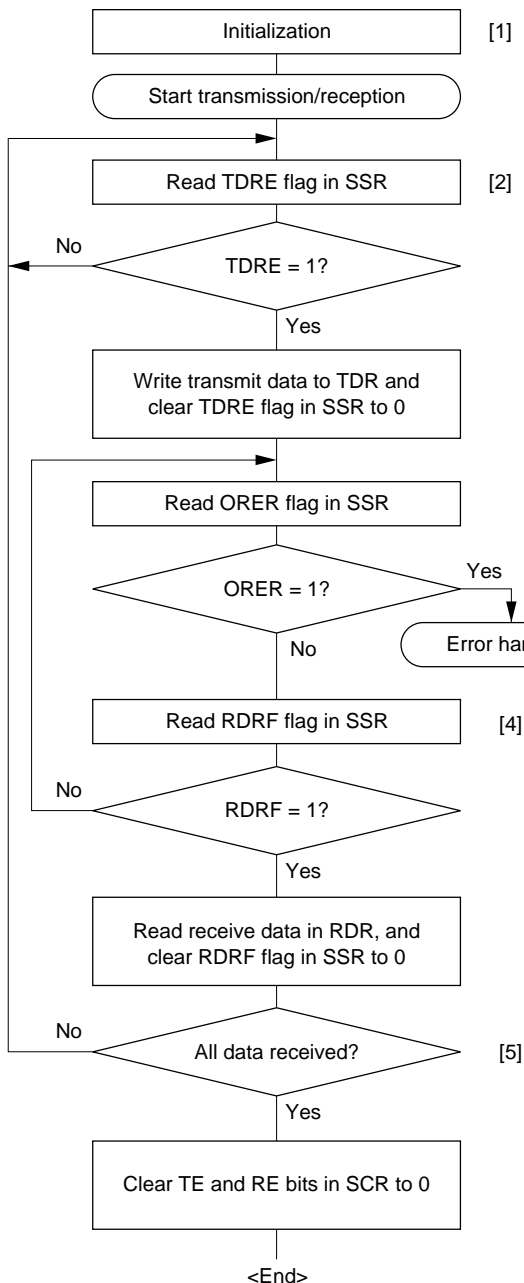 Initialization [1]
Start transmission/reception
Read TDRE flag in SSR [2]
No
TDRE = 1?
Yes
Write transmit data to TDR and
clear TDRE flag in SSR to 0
Read ORER flag in SSR
Yes
ORER = 1?
No
Error
Read RDRF flag in SSR [4]
No
RDRF = 1?
Yes
Read receive data in RDR, and
clear RDRF flag in SSR to 0
No
All data received? [5]
Yes
Clear TE and RE bits in SCR to 0
<End>